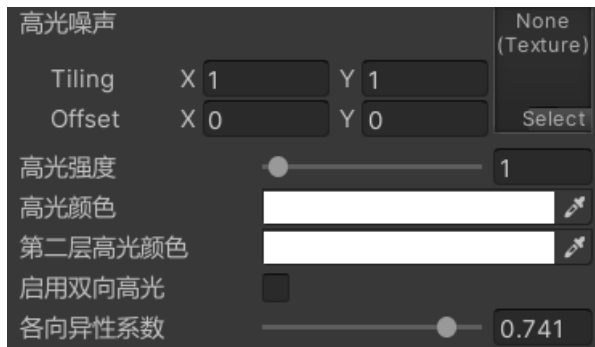 高光噪声
None
(Texture)
Tiling X 1 Y 1
Offset X 0 Y 0
Select
高光强度 1
高光颜色
第二层高光颜色
启用双向高光
各向异性系数 0.741